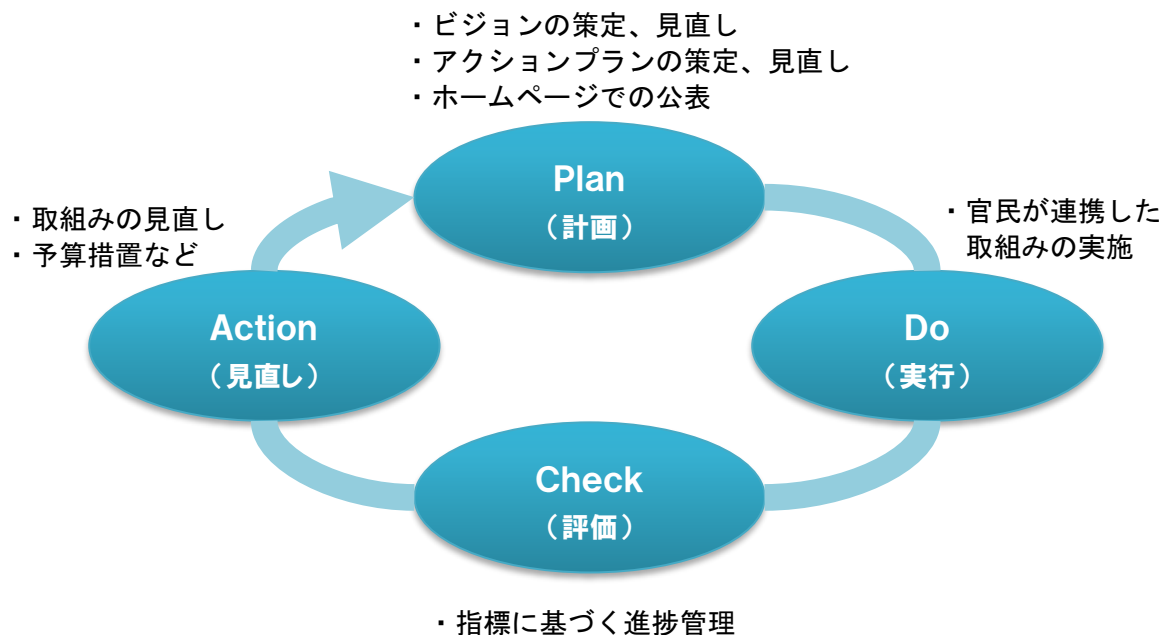 ・ビジョンの策定、見直し
・アクションプランの策定、見直し
・ホームページでの公表
Plan
（計画）
・取組みの見直し
・予算措置など
・官民が連携した
取組みの実施
Action
（見直し）
Do
（実行）
Check
（評価）
・指標に基づく進捗管理